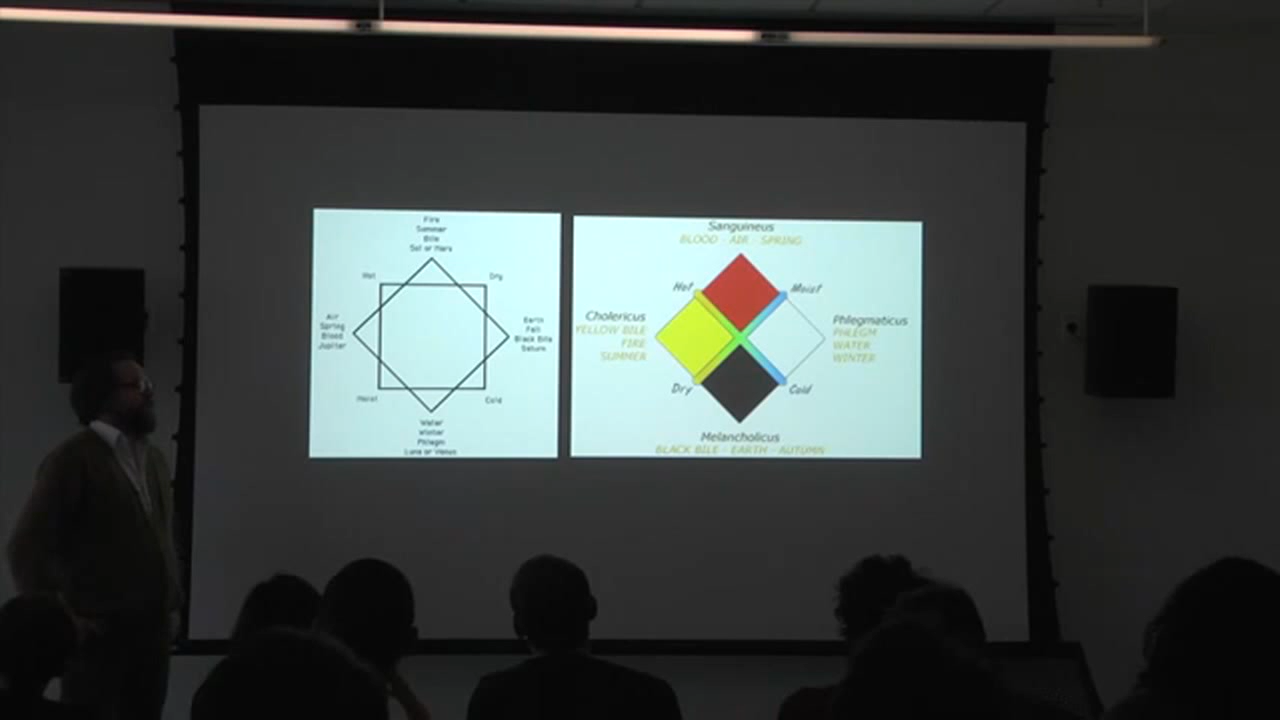 Fire
Summer
Bile
Sol or Mars
Hot
Dry
Air
Spring
Blood
Jupiter
Earth
Fall
Black Bile
Saturn
Moist
Cold
Water
Winter
Phlegm
Luna or Venus
Sanguineus
BLOOD - AIR - SPRING
Hot
Moist
Cholericus
YELLOW BILE
FIRE
SUMMER
Phlegmaticus
PHLEGM
WATER
WINTER
Dry
Cold
Melancholicus
BLACK BILE - EARTH - AUTUMN